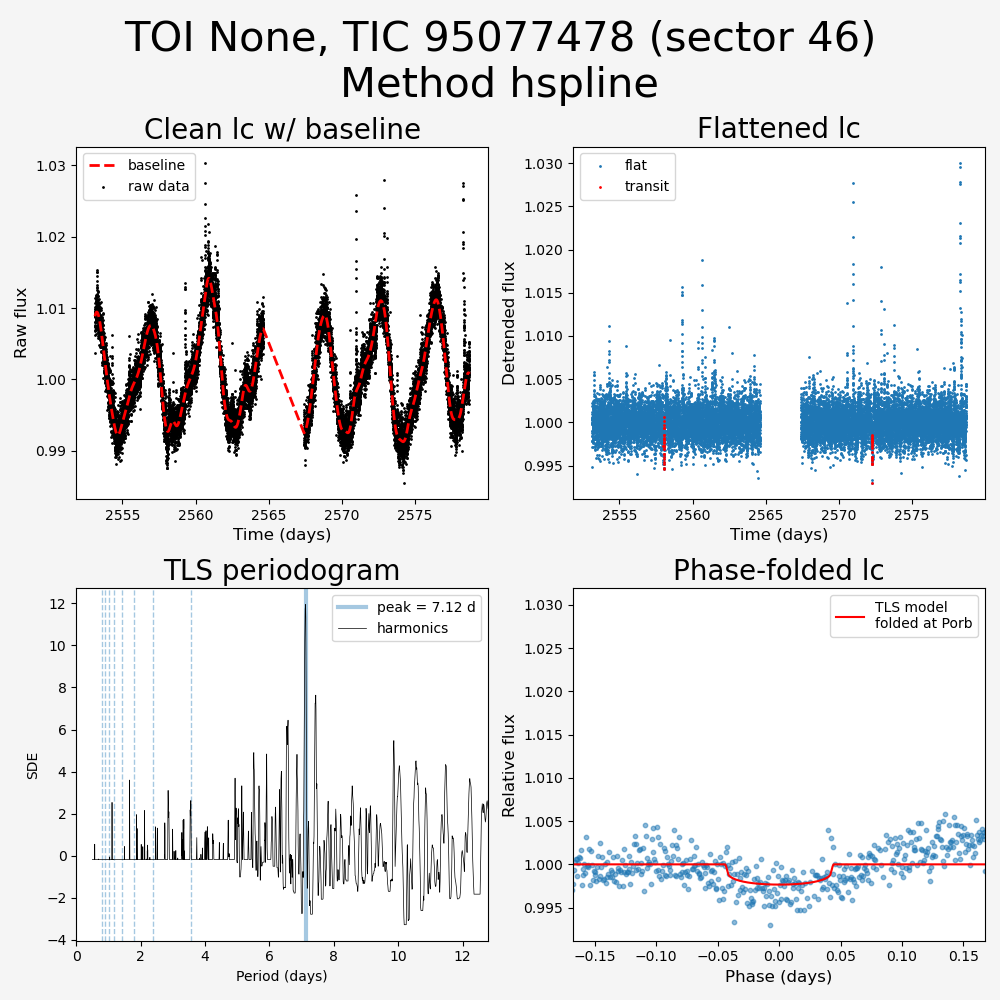 TOI None, TIC 95077478 (sector 46)
Method hspline
Clean lc w/ baseline
baseline
raw data
1.03
1.02
1.01
1.00
0.99
Raw flux
2555
2560
2565
2570
2575
Time (days)
Flattened lc
flat
transit
1.030
1.025
1.020
1.015
1.010
1.005
1.000
0.995
Detrended flux
2555
2560
2565
2570
2575
Time (days)
TLS periodogram
peak = 7.12 d
harmonics
12
10
8
6
4
2
0
−2
−4
SDE
0
2
4
6
8
10
12
Period (days)
Phase-folded lc
TLS model
folded at Porb
1.030
1.025
1.020
1.015
1.010
1.005
1.000
0.995
Relative flux
−0.15
−0.10
−0.05
0.00
0.05
0.10
0.15
Phase (days)